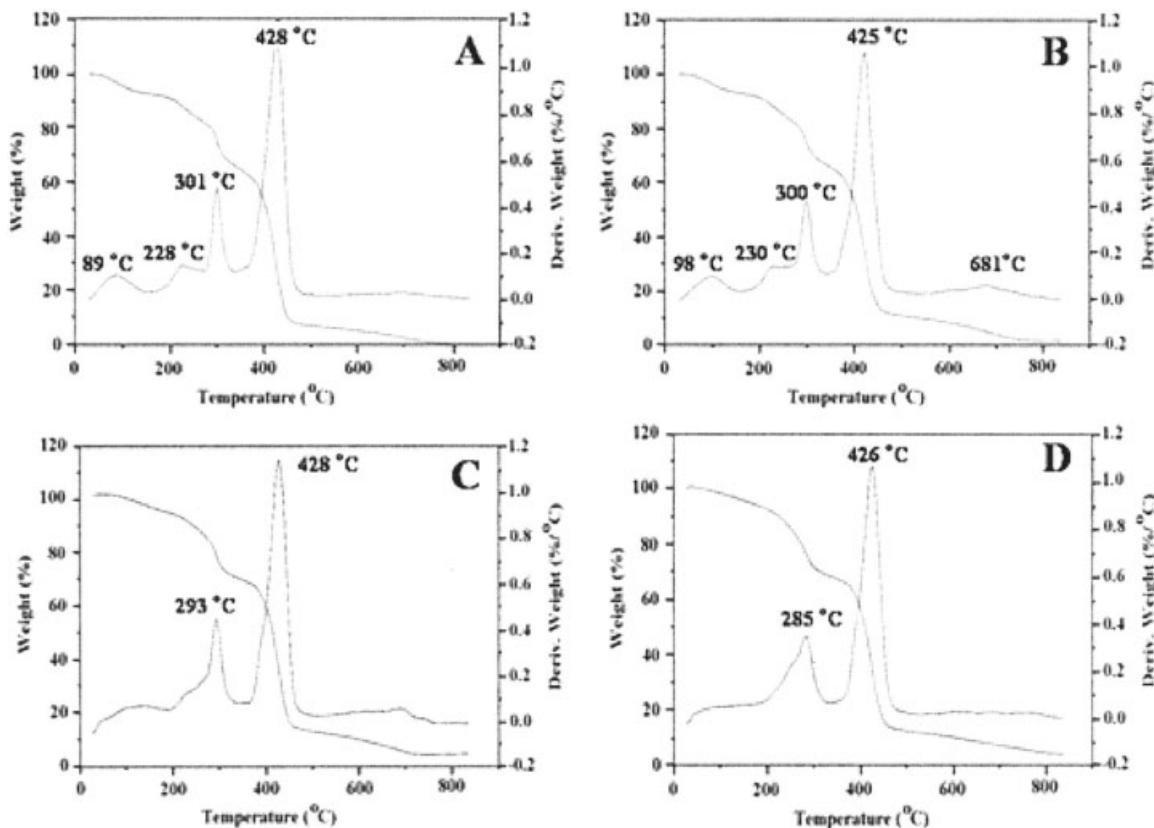 428 °C
A
301 °C
89 °C
228 °C
Weight (%)
Deriv. Weight (%/°C)
120
100
80
60
40
20
0
1.2
1.0
0.8
0.6
0.4
0.2
0.0
-0.2
0 200 400 600 800
Temperature (°C)
425 °C
B
300 °C
98 °C
230 °C
681°C
Weight (%)
Deriv. Weight (%/°C)
120
100
80
60
40
20
0
1.2
1.0
0.8
0.6
0.4
0.2
0.0
-0.2
0 200 400 600 800
Temperature (°C)
428 °C
C
293 °C
Weight (%)
Deriv. Weight (%/°C)
120
100
80
60
40
20
0
1.2
1.0
0.8
0.6
0.4
0.2
0.0
-0.2
0 200 400 600 800
Temperature (°C)
426 °C
D
285 °C
Weight (%)
Deriv. Weight (%/°C)
120
100
80
60
40
20
0
1.2
1.0
0.8
0.6
0.4
0.2
0.0
-0.2
0 200 400 600 800
Temperature (°C)